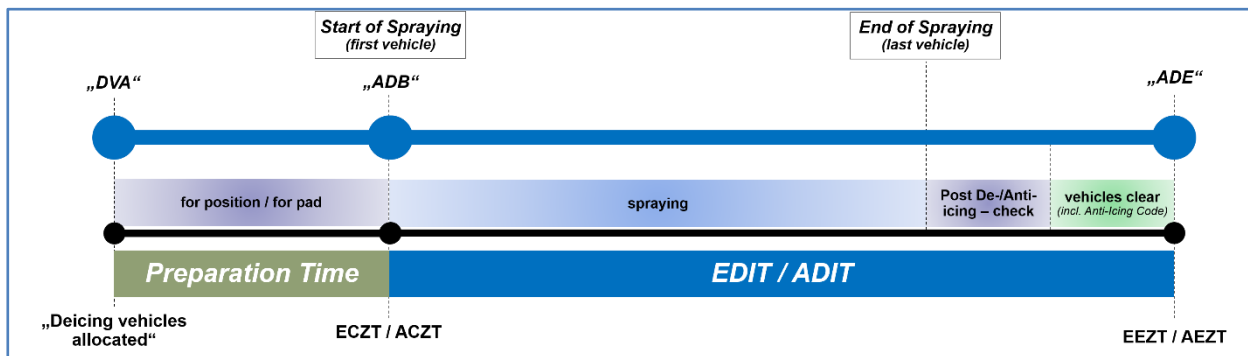 Start of Spraying
(first vehicle)
End of Spraying
(last vehicle)
„DVA“
„ADB“
„ADE“
for position / for pad
spraying
Post De-/Anti-
icing – check
vehicles clear
(incl. Anti-Icing Code)
Preparation Time
EDIT / ADIT
„Deicing vehicles
allocated“
ECZT / ACZT
EEZT / AEZT